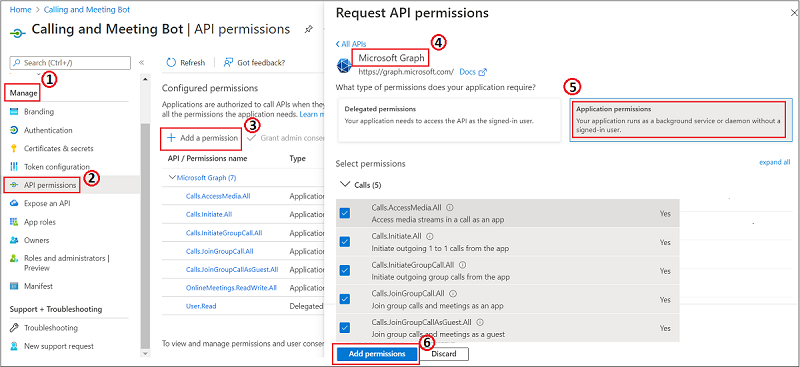 Home > Calling and Meeting Bot >
Calling and Meeting Bot | API permissions
Search (Ctrl+/)
«
1
Manage
Branding
Authentication
Certificates & secrets
Token configuration
2
API permissions
Expose an API
App roles
Owners
Roles and administrators |
Preview
Manifest
Support + Troubleshooting
Troubleshooting
New support request
Refresh
Got feedback?
Configured permissions
Applications are authorized to call APIs when they
all the permissions the application needs. Learn m
3
+ Add a permission
Grant admin conse
API / Permissions name Type
Microsoft Graph (7)
Calls.AccessMedia.All Application
Calls.Initiate.All Application
Calls.InitiateGroupCall.All Application
Calls.JoinGroupCall.All Application
Calls.JoinGroupCallAsGuest.All Application
OnlineMeetings.ReadWrite.All Application
User.Read Delegated
To view and manage permissions and user conse
Request API permissions
4
All APIs
Microsoft Graph
https://graph.microsoft.com/ Docs
What type of permissions does your application require?
5
Delegated permissions
Your application needs to access the API as the signed-in user.
Application permissions
Your application runs as a background service or daemon without a
signed-in user.
Select permissions
expand all
Calls (5)
Calls.AccessMedia.All
Access media streams in a call as an app
Yes
Calls.Initiate.All
Initiate outgoing 1 to 1 calls from the app
Yes
Calls.InitiateGroupCall.All
Initiate outgoing group calls from the app
Yes
Calls.JoinGroupCall.All
Join group calls and meetings as an app
Yes
Calls.JoinGroupCallAsGuest.All
Join group calls and meetings as a guest
Yes
6
Add permissions
Discard